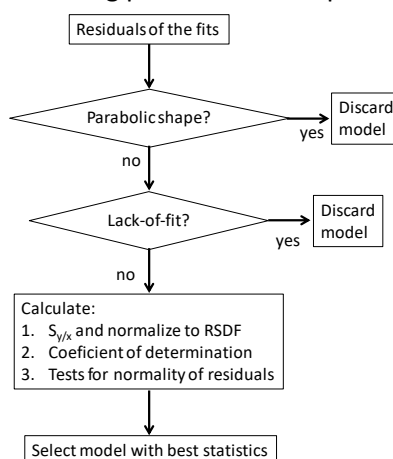 Residuals of the fits
Parabolic shape?
yes
Discard
model
no
Lack-of-fit?
yes
Discard
model
no
Calculate:
1. Sy/x and normalize to RSDF
2. Coeficient of determination
3. Tests for normality of residuals
Select model with best statistics